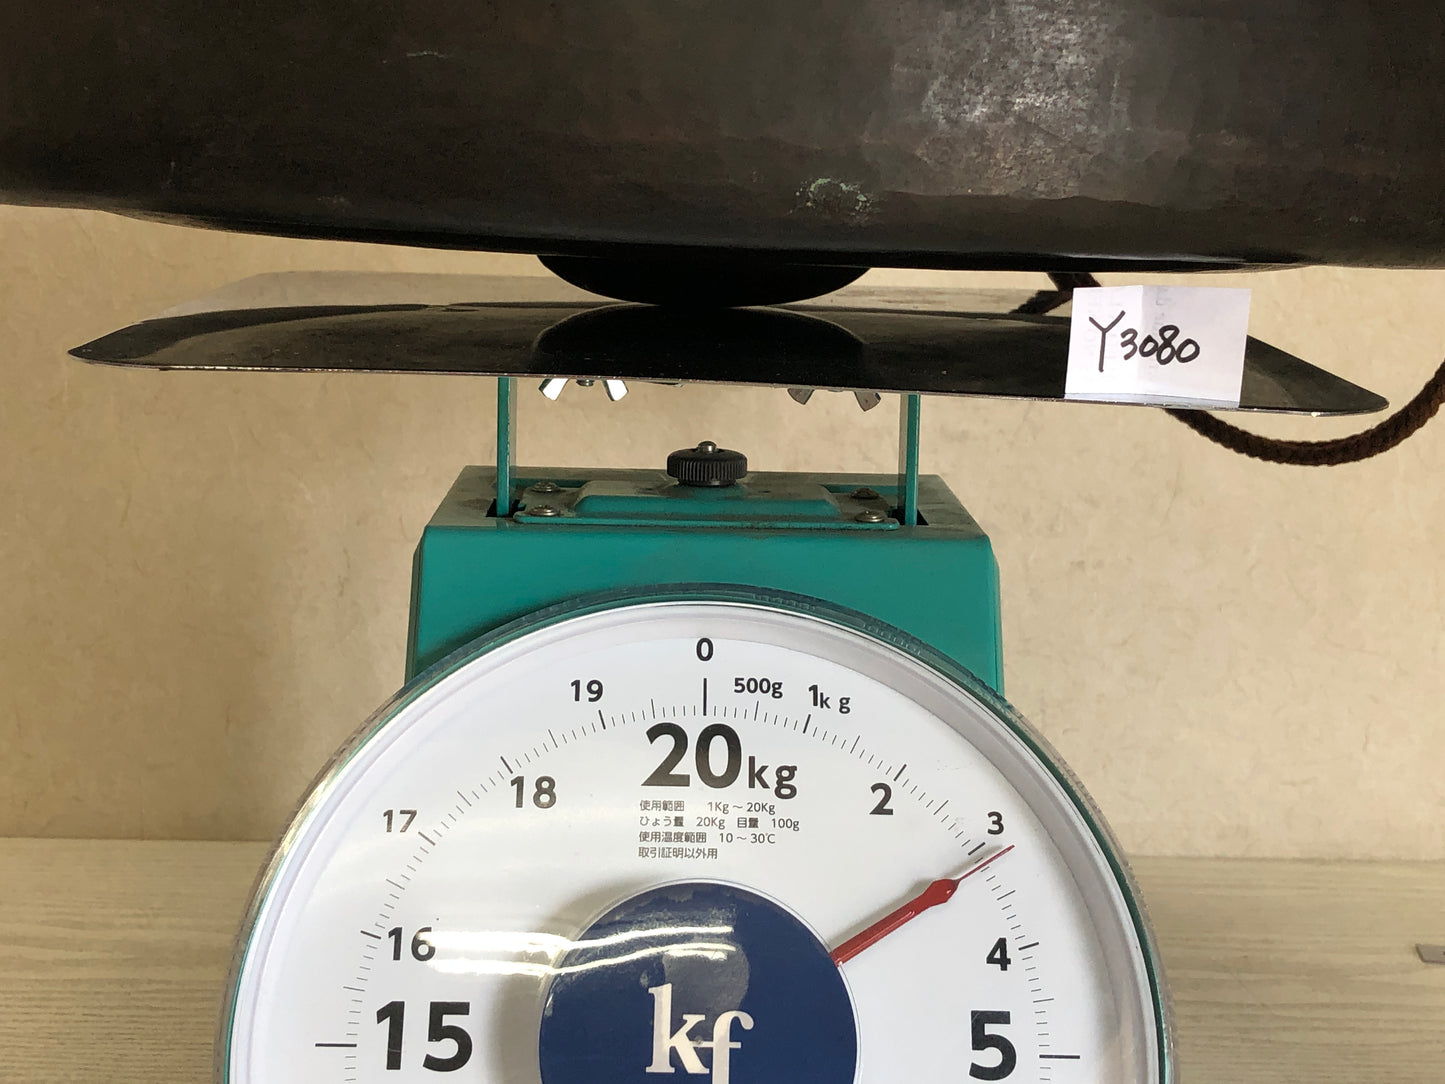 Y3080
0
500g
1kg
19
20kg
18
2
使用範囲 1Kg～20Kg
ひょう量 20Kg 目量 100g
使用温度範囲 10～30℃
取引証明以外用
17
3
16
4
15
5
kf